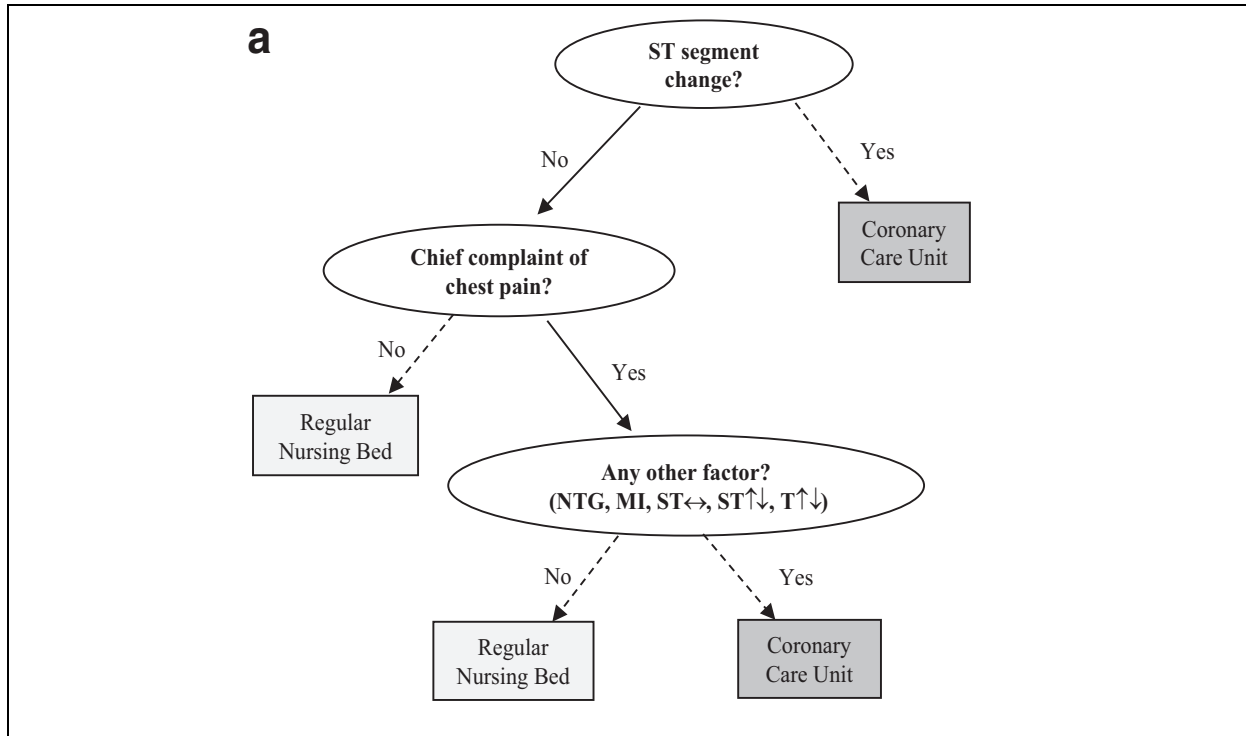 a
ST segment
change?
No
Yes
Coronary
Care Unit
Chief complaint of
chest pain?
No
Yes
Regular
Nursing Bed
Any other factor?
(NTG, MI, ST↔, ST↑↓, T↑↓)
No
Yes
Regular
Nursing Bed
Coronary
Care Unit